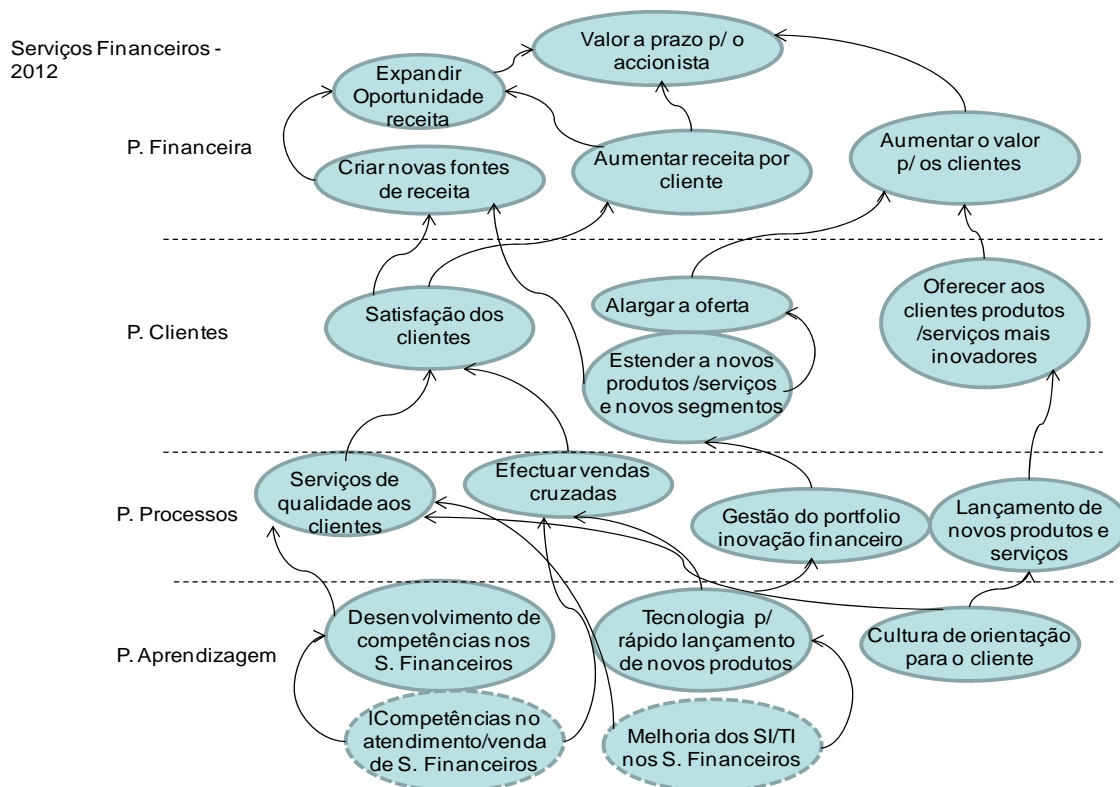 Serviços Financeiros -
2012
Valor a prazo p/ o
accionista
Expandir
Oportunidade
receita
P. Financeira
Criar novas fontes
de receita
Aumentar receita por
cliente
Aumentar o valor
p/ os clientes
P. Clientes
Satisfação dos
clientes
Alargar a oferta
Estender a novos
produtos /serviços
e novos segmentos
Oferecer aos
clientes produtos
/serviços mais
inovadores
P. Processos
Serviços de
qualidade aos
clientes
Efectuar vendas
cruzadas
Gestão do portfolio
inovação financeiro
Lançamento de
novos produtos e
serviços
P. Aprendizagem
Desenvolvimento de
competências nos
S. Financeiros
Tecnologia p/
rápido lançamento
de novos produtos
Cultura de orientação
para o cliente
ICompetências no
atendimento/venda
de S. Financeiros
Melhoria dos SI/TI
nos S. Financeiros